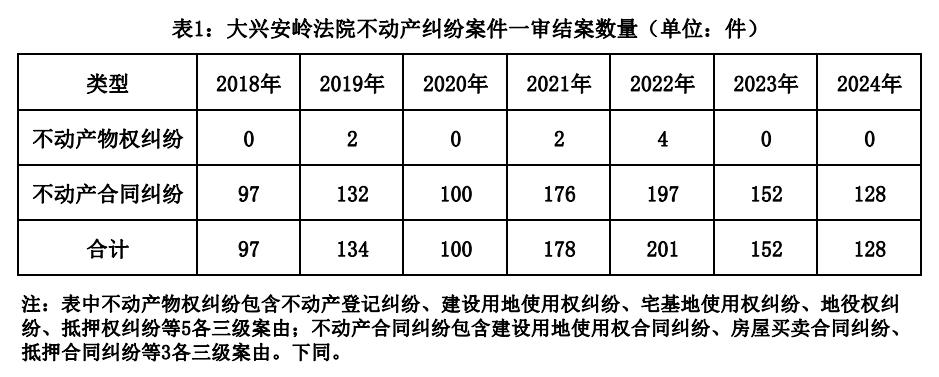 表1：大兴安岭法院不动产纠纷案件一审结案数量（单位：件）
类型 2018年 2019年 2020年 2021年 2022年 2023年 2024年
不动产物权纠纷 0 2 0 2 4 0 0
不动产合同纠纷 97 132 100 176 197 152 128
合计 97 134 100 178 201 152 128
注：表中不动产物权纠纷包含不动产登记纠纷、建设用地使用权纠纷、宅基地使用权纠纷、地役权纠
纷、抵押权纠纷等5各三级案由；不动产合同纠纷包含建设用地使用权合同纠纷、房屋买卖合同纠纷、
抵押合同纠纷等3各三级案由。下同。